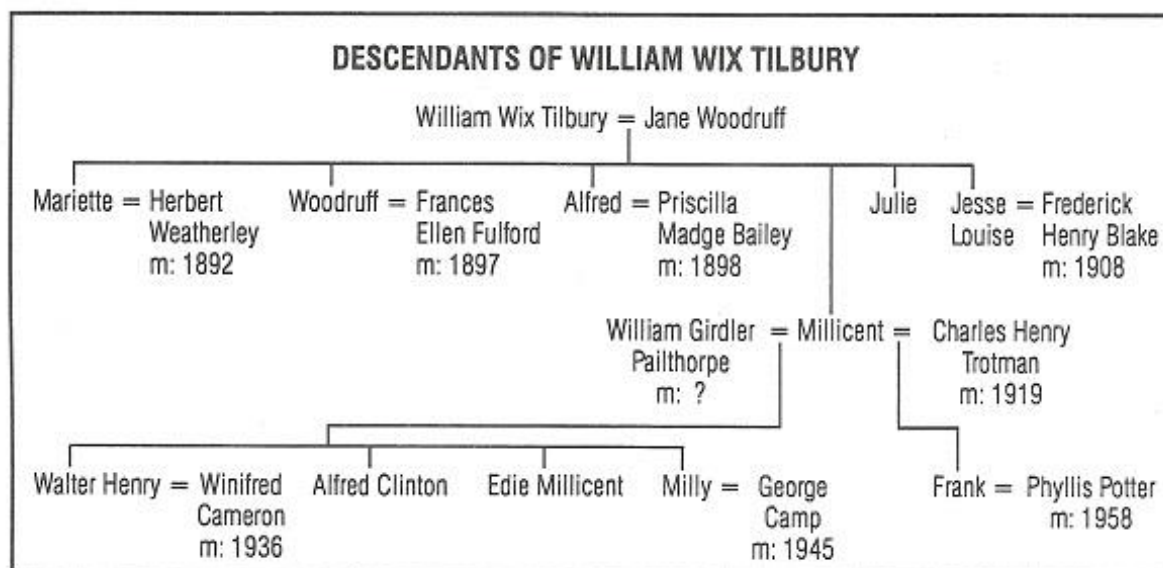 DESCENDANTS OF WILLIAM WIX TILBURY
William Wix Tilbury = Jane Woodruff
Mariette = Herbert Weatherley m: 1892
Woodruff = Frances Ellen Fulford m: 1897
Alfred = Priscilla Madge Bailey m: 1898
Julie
Jesse Louise = Frederick Henry Blake m: 1908
William Girdler Pailthorpe m: ? = Millicent = Charles Henry Trotman m: 1919
Walter Henry = Winifred Cameron m: 1936
Alfred Clinton
Edie Millicent
Milly = George Camp m: 1945
Frank = Phyllis Potter m: 1958